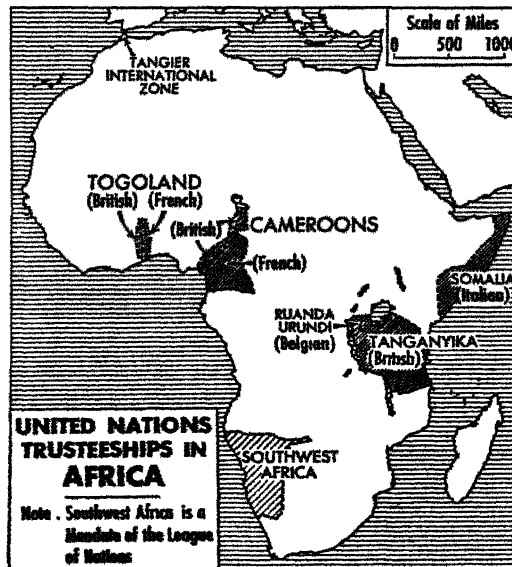 Scale of Miles
0 500 1000
TANGIER
INTERNATIONAL
ZONE
TOGOLAND
(British) (French)
(British)
CAMEROONS
(French)
SOMALIA
(Italian)
RUANDA
URUNDI
(Belgian)
TANGANYIKA
(British)
SOUTHWEST
AFRICA
UNITED NATIONS
TRUSTEESHIPS IN
AFRICA
Note. Southwest Africa is a
Mandate of the League
of Nations